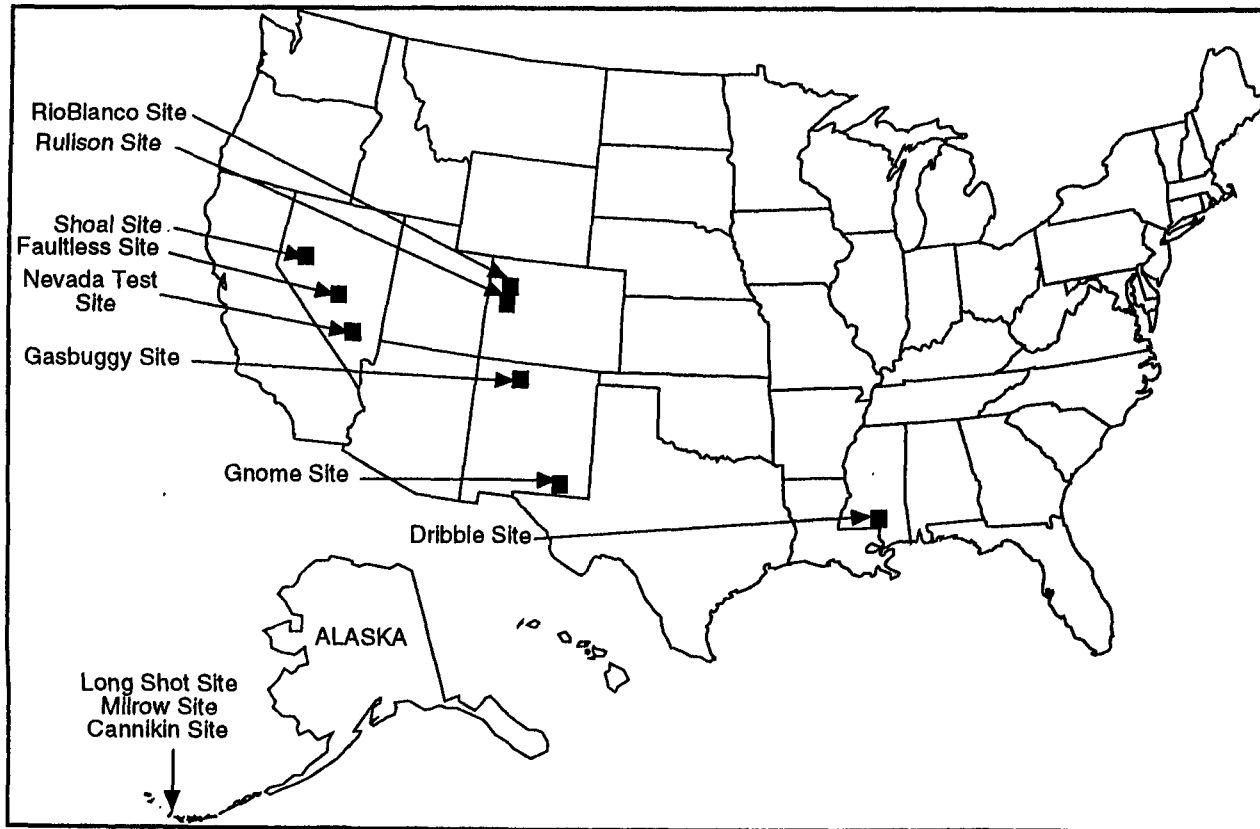 RioBlanco Site
Rulison Site
Shoal Site
Faultless Site
Nevada Test
Site
Gasbuggy Site
Gnome Site
Dribble Site
ALASKA
Long Shot Site
Milrow Site
Cannikin Site